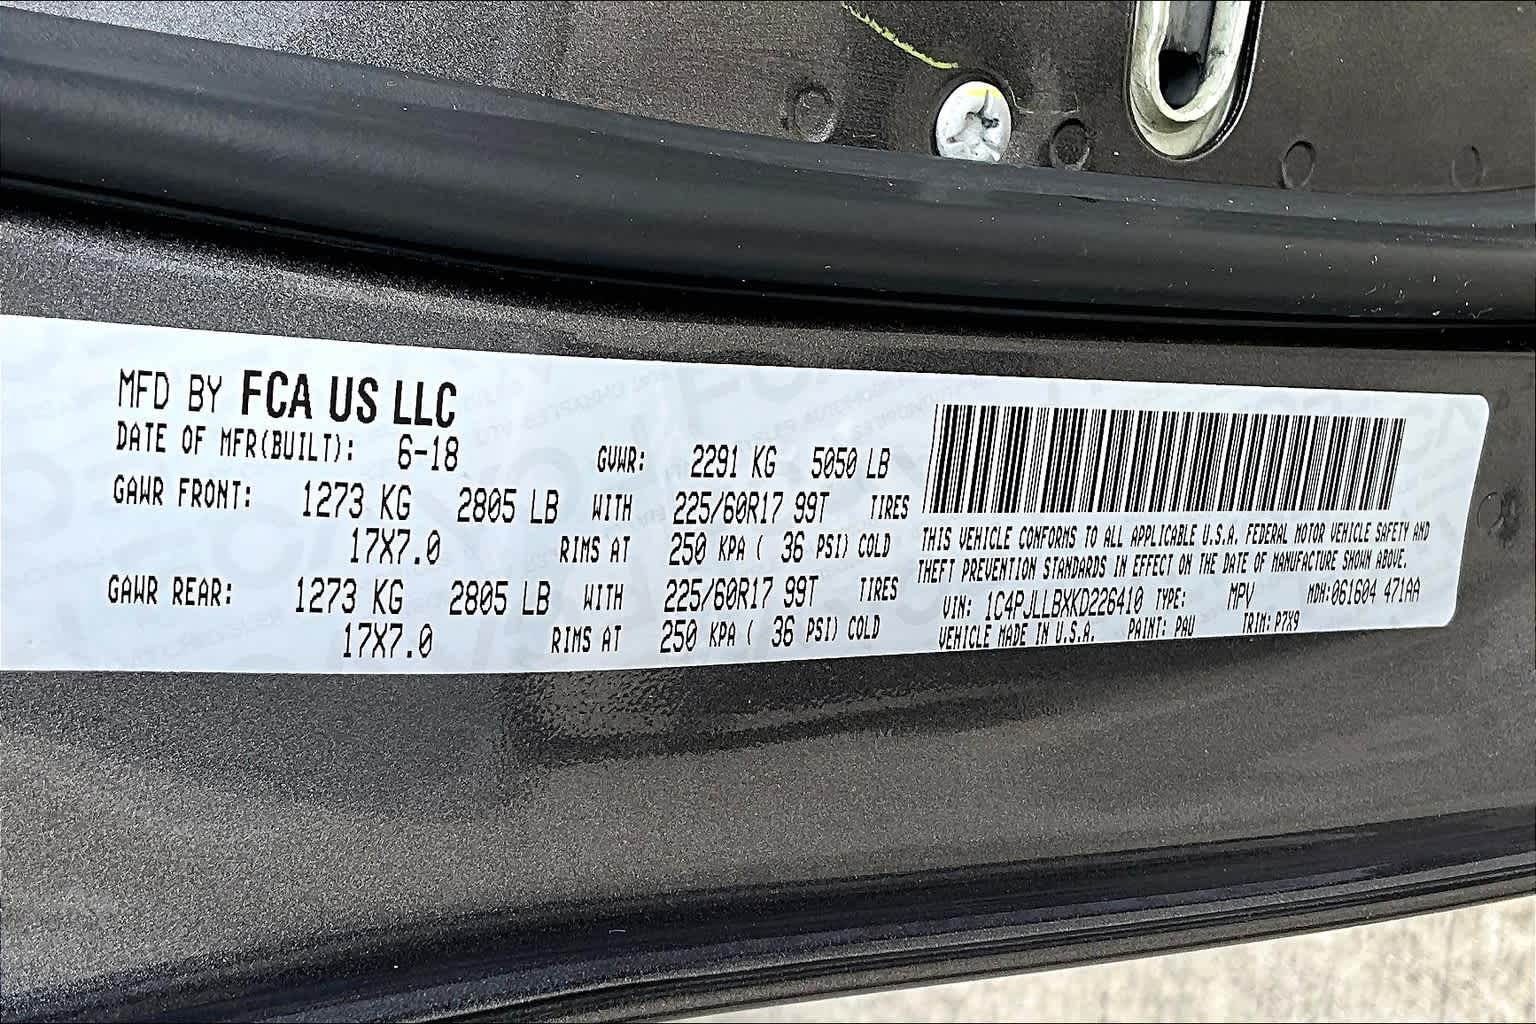 MFD BY FCA US LLC
DATE OF MFR(BUILT): 6-18 GVWR: 2291 KG 5050 LB
GAWR FRONT: 1273 KG 2805 LB WITH 225/60R17 99T TIRES
17X7.0 RIMS AT 250 KPA ( 36 PSI) COLD
GAWR REAR: 1273 KG 2805 LB WITH 225/60R17 99T TIRES
17X7.0 RIMS AT 250 KPA ( 36 PSI) COLD
THIS VEHICLE CONFORMS TO ALL APPLICABLE U.S.A. FEDERAL MOTOR VEHICLE SAFETY AND
THEFT PREVENTION STANDARDS IN EFFECT ON THE DATE OF MANUFACTURE SHOWN ABOVE.
VIN: 1C4PJLLBXKD226410 TYPE: MPV MDH:061604 471AA
VEHICLE MADE IN U.S.A. PAINT: PAU TRIM: P7X9